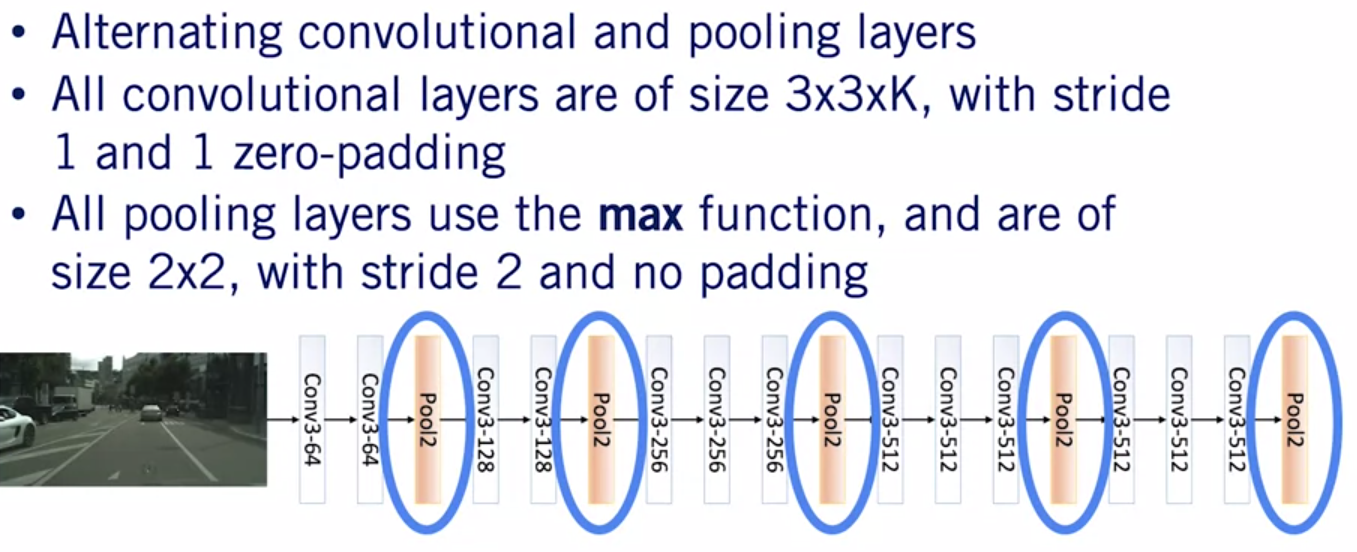 • Alternating convolutional and pooling layers
• All convolutional layers are of size 3x3xK, with stride
1 and 1 zero-padding
• All pooling layers use the max function, and are of
size 2x2, with stride 2 and no padding
Conv3-64
Conv3-64
Pool2
Conv3-128
Conv3-128
Pool2
Conv3-256
Conv3-256
Conv3-256
Pool2
Conv3-512
Conv3-512
Conv3-512
Pool2
Conv3-512
Conv3-512
Conv3-512
Pool2